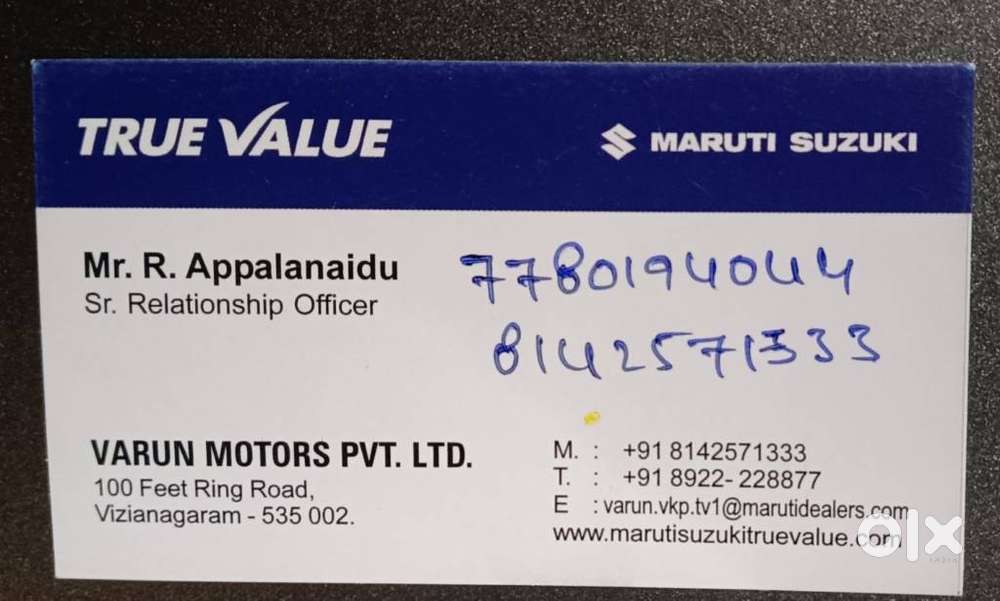 TRUE VALUE
MARUTI SUZUKI
Mr. R. Appalanaidu
Sr. Relationship Officer
7780194044
8142571333
VARUN MOTORS PVT. LTD.
100 Feet Ring Road,
Vizianagaram - 535 002.
M. : +91 8142571333
T. : +91 8922- 228877
E : varun.vkp.tv1@marutidealers.com
www.marutisuzukitruevalue.com
olx
INDIA